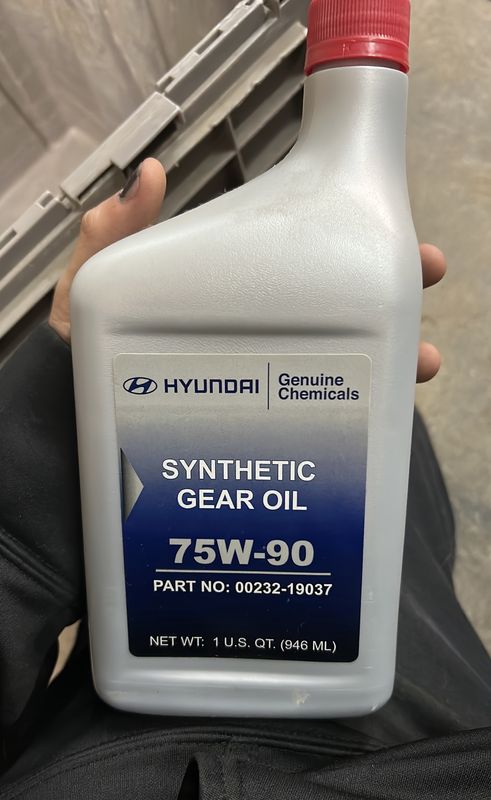 HYUNDAI
Genuine
Chemicals
SYNTHETIC
GEAR OIL
75W-90
PART NO: 00232-19037
NET WT: 1 U.S. QT. (946 ML)